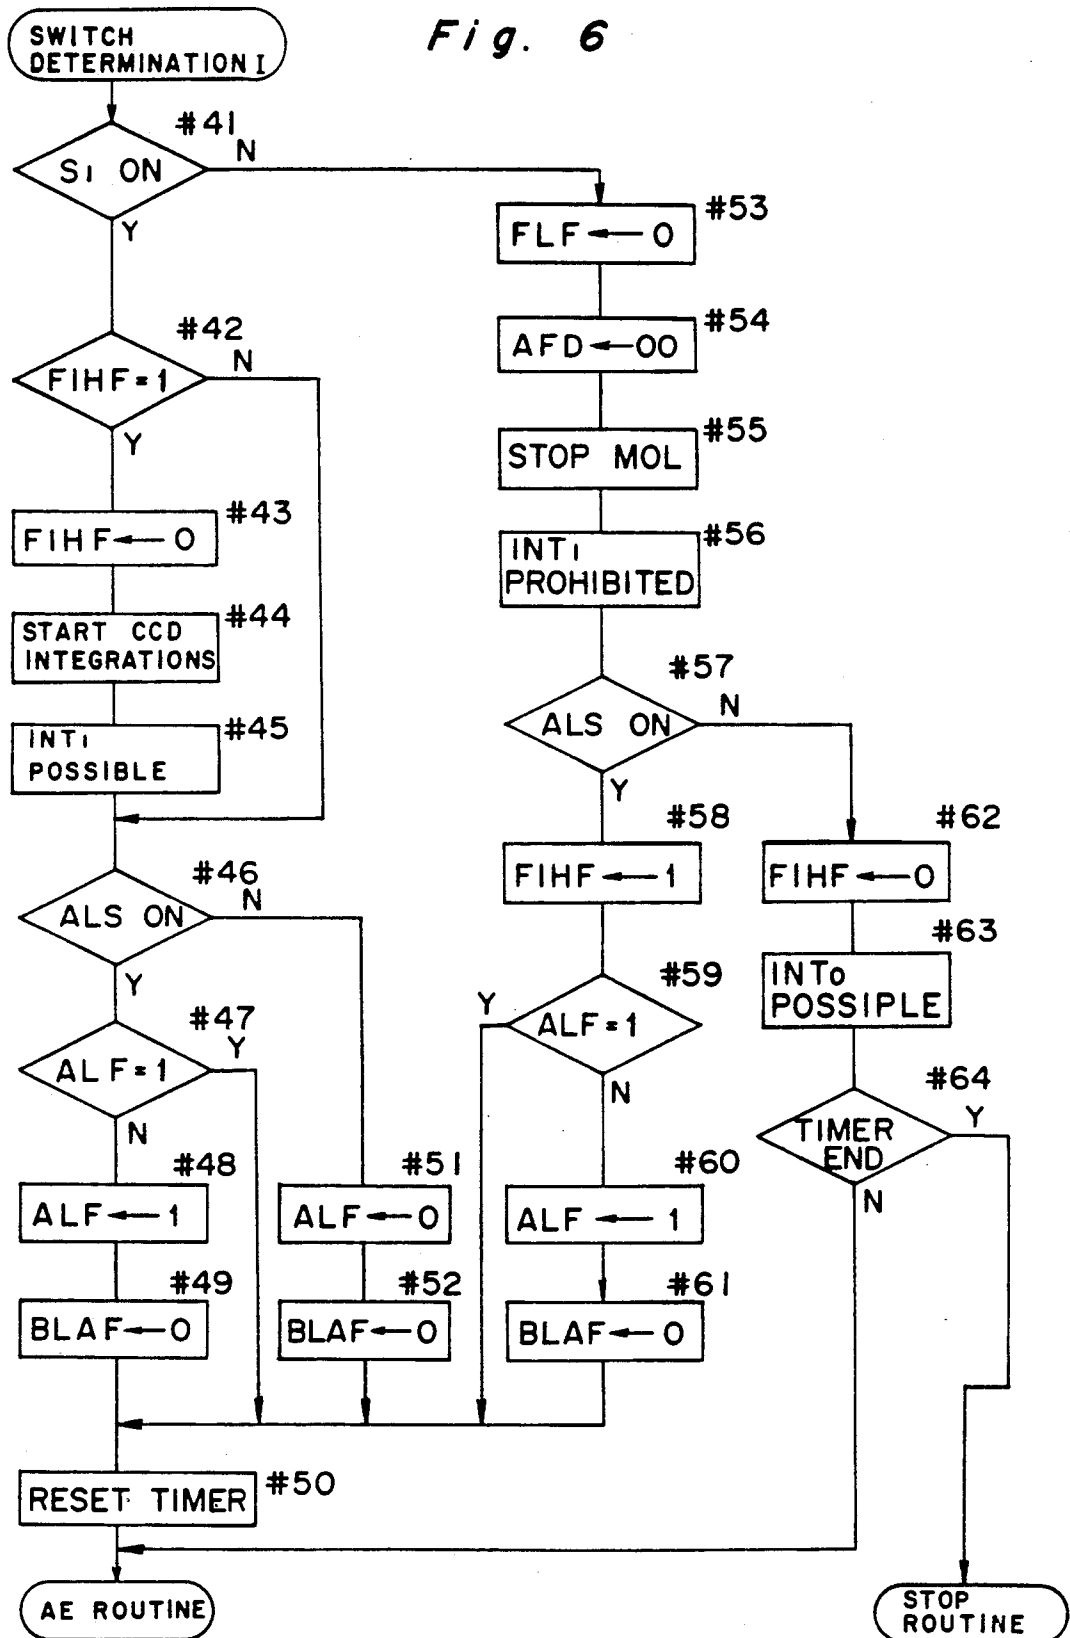 Fig. 6
SWITCH
DETERMINATION I
#41
S1 ON
N
Y
#42
FIHF=1
N
Y
#43
FIHF←0
#44
START CCD
INTEGRATIONS
#45
INT1
POSSIBLE
#46
ALS ON
N
Y
#47
ALF=1
Y
N
#48
ALF←1
#49
BLAF←0
#51
ALF←0
#52
BLAF←0
#50
RESET TIMER
AE ROUTINE
#53
FLF←0
#54
AFD←00
#55
STOP MOL
#56
INT1
PROHIBITED
#57
ALS ON
N
Y
#58
FIHF←1
#59
ALF=1
Y
N
#60
ALF←1
#61
BLAF←0
#62
FIHF←0
#63
INT0
POSSIPLE
#64
TIMER
END
Y
N
STOP
ROUTINE